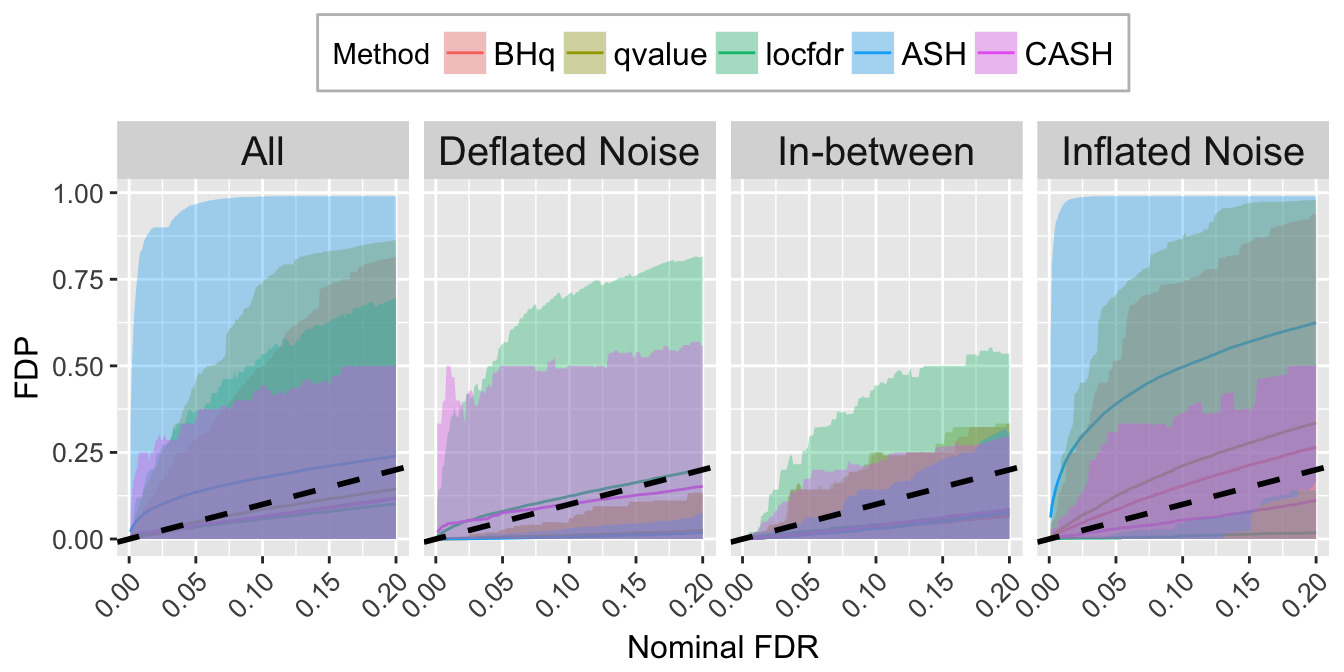 Method BHq qvalue locfdr ASH CASH
All Deflated Noise In-between Inflated Noise
1.00
0.75
0.50
0.25
0.00
FDP
0.00 0.05 0.10 0.15 0.20 0.00 0.05 0.10 0.15 0.20 0.00 0.05 0.10 0.15 0.20 0.00 0.05 0.10 0.15 0.20
Nominal FDR